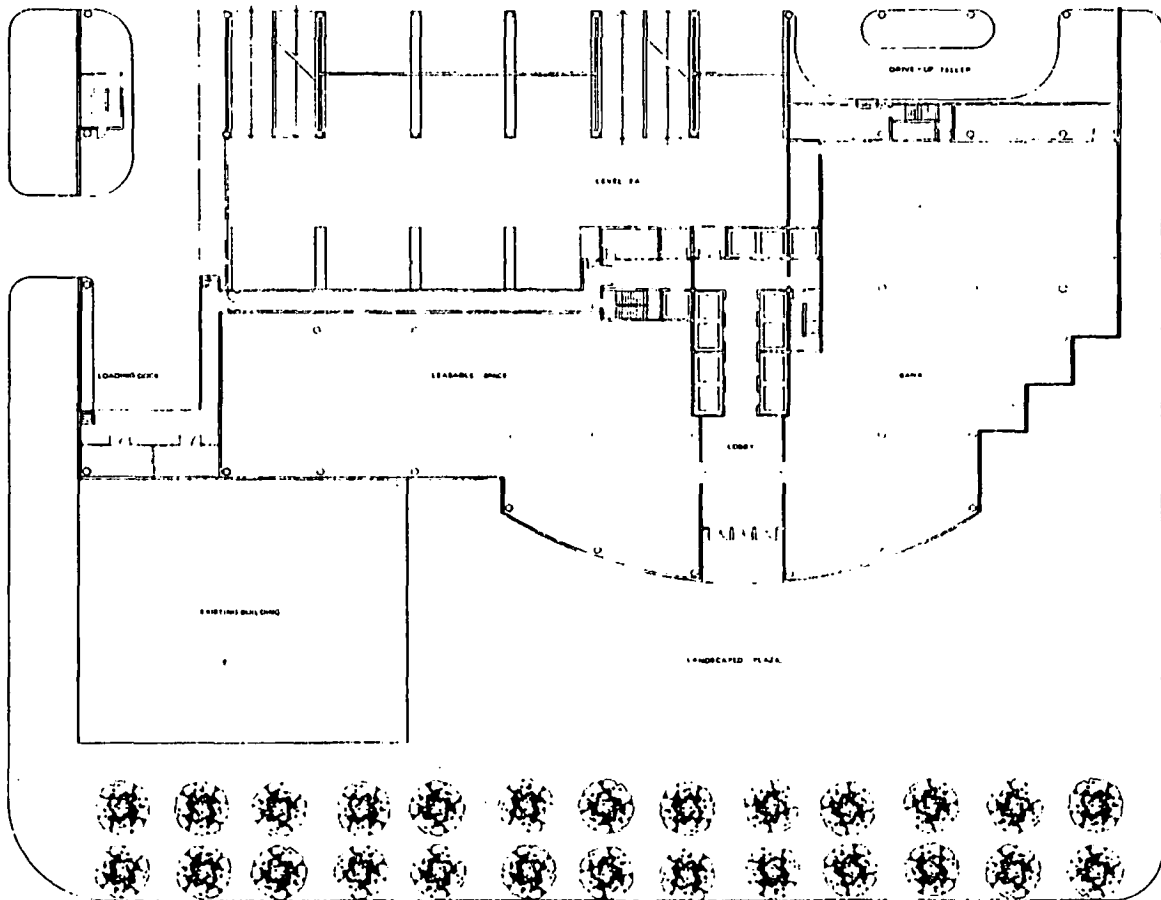 DRIVE-UP TELLER
LEVEL 2A
LOADING DOCK
LEASABLE SPACE
BANK
LOBBY
EXISTING BUILDING
LANDSCAPED PLAZA